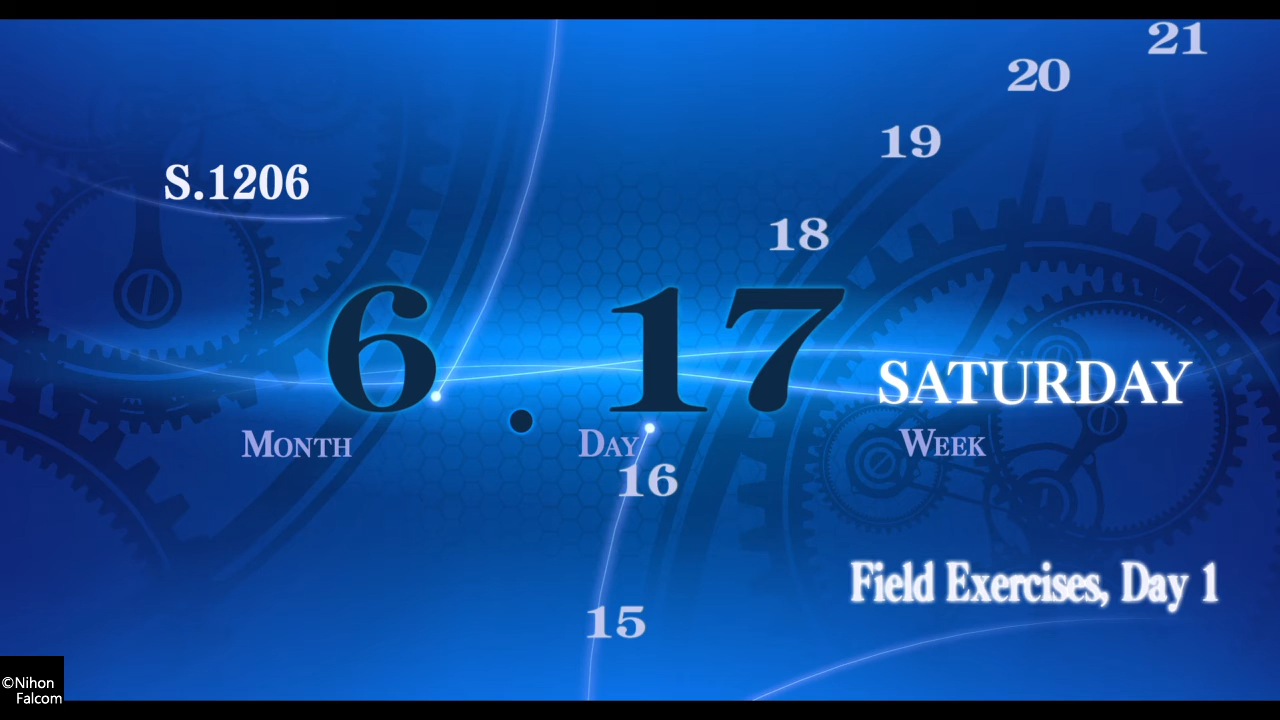 21
20
19
S.1206
18
6 . 17
SATURDAY
MONTH
DAY
WEEK
16
Field Exercises, Day 1
15
©Nihon
Falcom